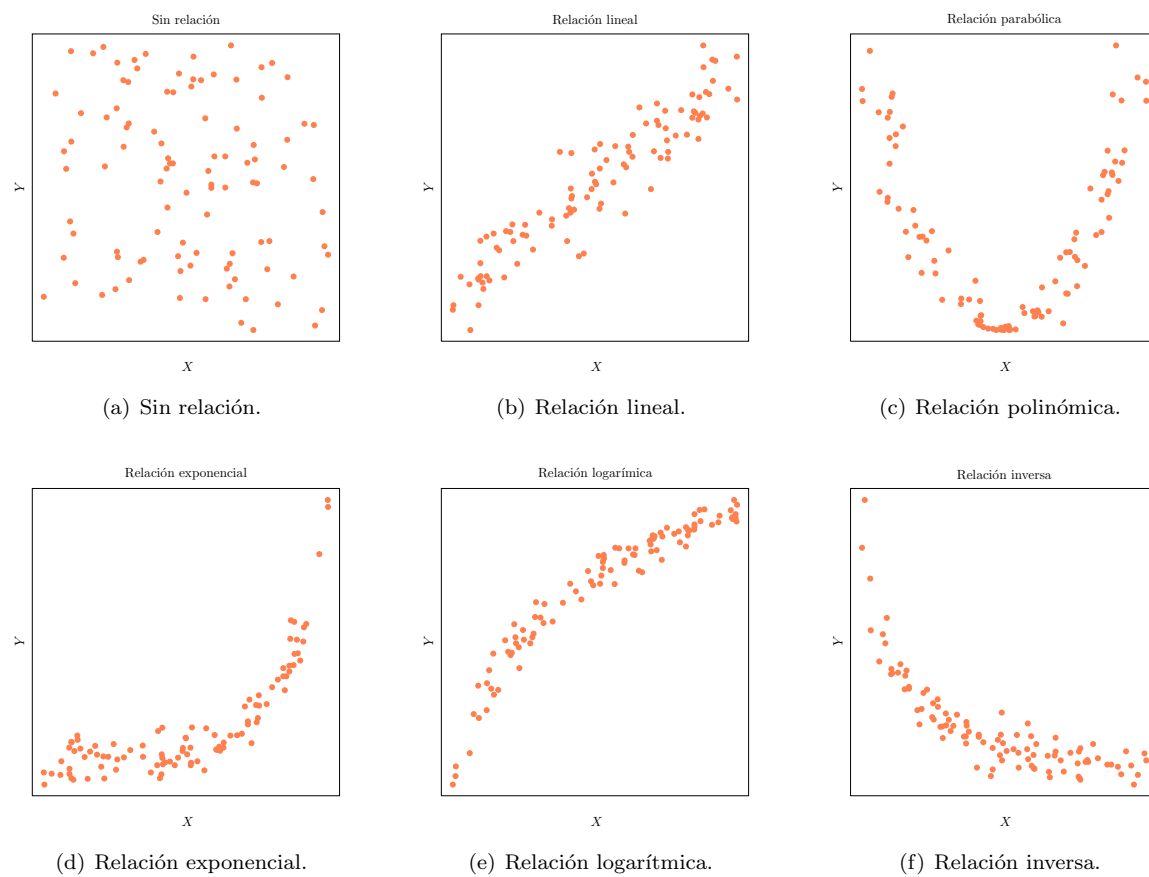 Sin relación
Relación lineal
Relación parabólica
Y
Y
Y
X
X
X
(a) Sin relación.
(b) Relación lineal.
(c) Relación polinómica.
Relación exponencial
Relación logarímica
Relación inversa
Y
Y
Y
X
X
X
(d) Relación exponencial.
(e) Relación logarítmica.
(f) Relación inversa.